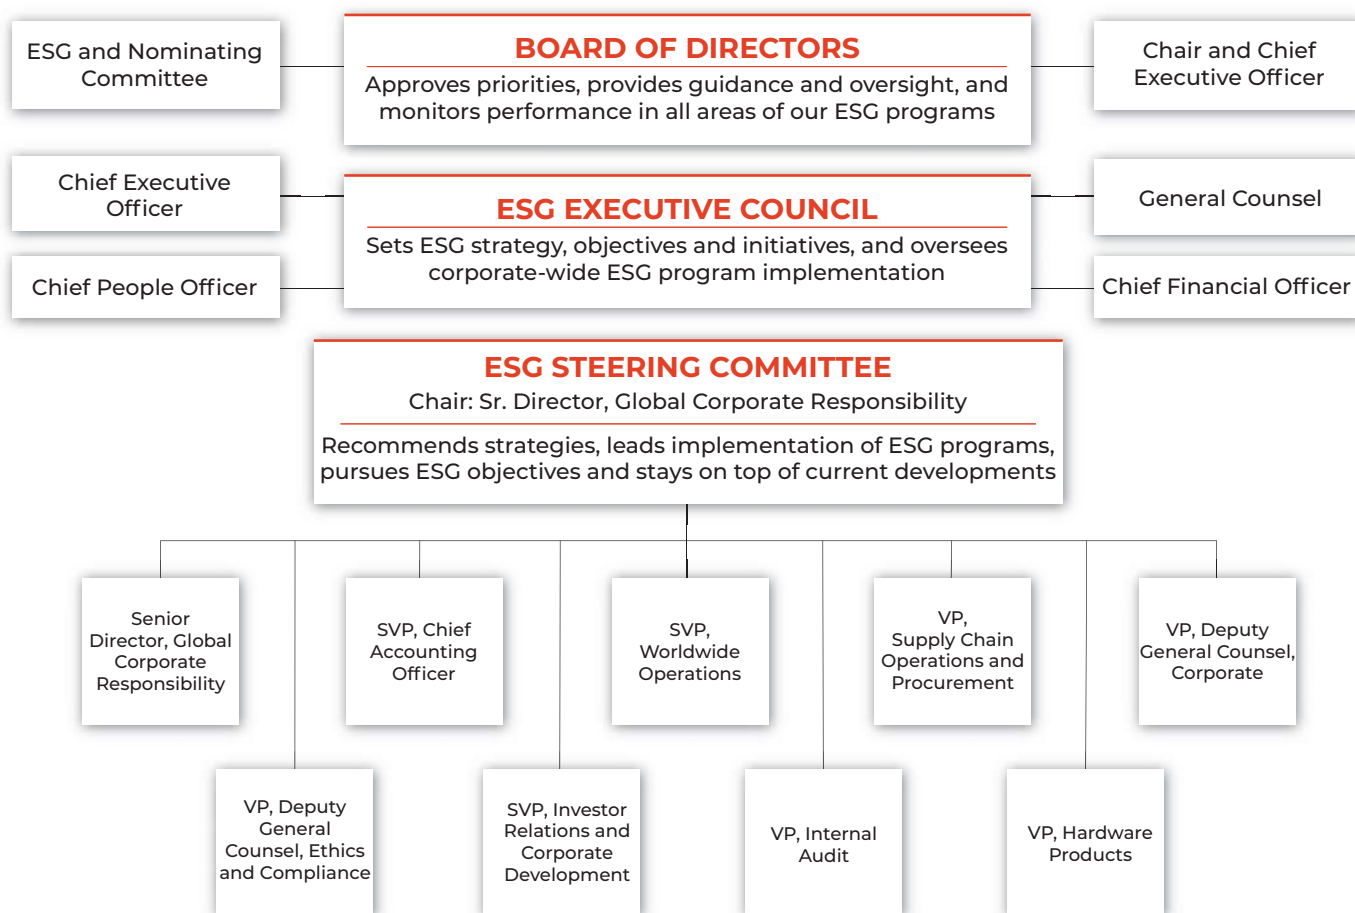 ESG and Nominating
Committee
BOARD OF DIRECTORS
Approves priorities, provides guidance and oversight, and
monitors performance in all areas of our ESG programs
Chair and Chief
Executive Officer
Chief Executive
Officer
Chief People Officer
ESG EXECUTIVE COUNCIL
Sets ESG strategy, objectives and initiatives, and oversees
corporate-wide ESG program implementation
General Counsel
Chief Financial Officer
ESG STEERING COMMITTEE
Chair: Sr. Director, Global Corporate Responsibility
Recommends strategies, leads implementation of ESG programs,
pursues ESG objectives and stays on top of current developments
Senior
Director, Global
Corporate
Responsibility
SVP, Chief
Accounting
Officer
SVP,
Worldwide
Operations
VP,
Supply Chain
Operations and
Procurement
VP, Deputy
General Counsel,
Corporate
VP, Deputy
General
Counsel, Ethics
and Compliance
SVP, Investor
Relations and
Corporate
Development
VP, Internal
Audit
VP, Hardware
Products